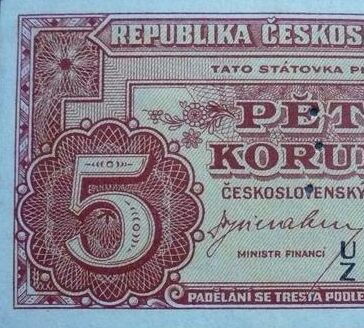 REPUBLIKA ČESKOS
TATO STÁTOVKA P
PĚT
KORU
5
ČESKOSLOVENSKÝ
MINISTR FINANCÍ
U
Z
PADĚLÁNÍ SE TRESTÁ PODLE